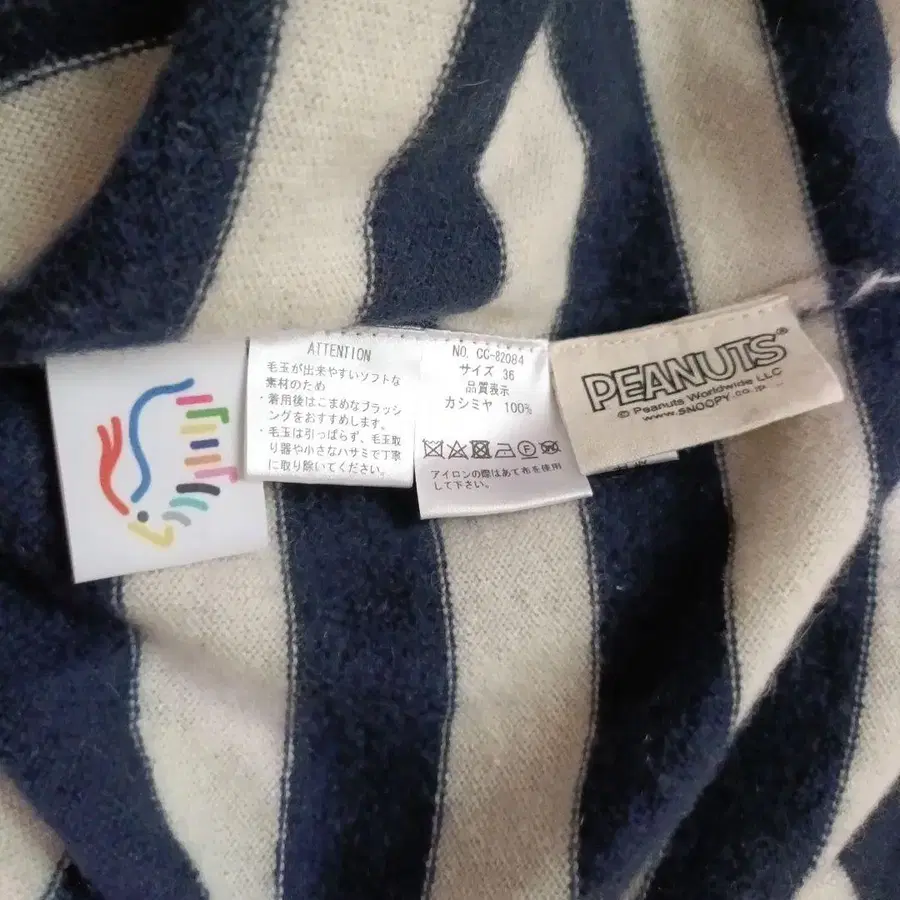 ATTENTION
毛玉が出来やすいソフトな
素材のため
・着用後はこまめなブラッシ
ングをおすすめします。
・毛玉は引っぱらず、毛玉取
り器や小さなハサミで丁寧
に取り除いてください。
NO. CC-82084
サイズ 36
品質表示
カシミヤ 100%
アイロンの際はあて布を使用
して下さい。
PEANUTS®
© Peanuts Worldwide LLC
www.SNOOPY.co.jp